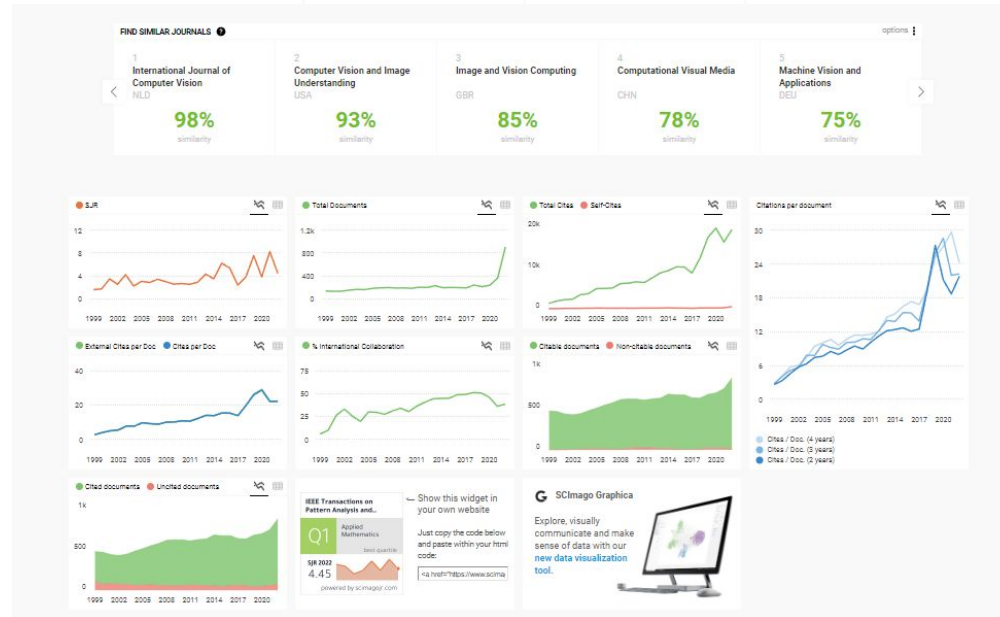 FIND SIMILAR JOURNALS ?
options
1
International Journal of
Computer Vision
NLD
98%
similarity
2
Computer Vision and Image
Understanding
USA
93%
similarity
3
Image and Vision Computing
GBR
85%
similarity
4
Computational Visual Media
CHN
78%
similarity
5
Machine Vision and
Applications
DEU
75%
similarity
SJR
12
8
4
0
1999 2002 2005 2008 2011 2014 2017 2020
Total Documents
1.2k
800
400
0
1999 2002 2005 2008 2011 2014 2017 2020
Total Cites Self-Cites
20k
10k
0
1999 2002 2005 2008 2011 2014 2017 2020
Citations per document
30
24
18
12
6
0
1999 2002 2005 2008 2011 2014 2017 2020
Cites / Doc. (4 years)
Cites / Doc. (3 years)
Cites / Doc. (2 years)
External Cites per Doc Cites per Doc
40
20
0
1999 2002 2005 2008 2011 2014 2017 2020
% International Collaboration
75
50
25
0
1999 2002 2005 2008 2011 2014 2017 2020
Citable documents Non-citable documents
1k
500
0
1999 2002 2005 2008 2011 2014 2017 2020
Cited documents Uncited documents
1k
500
0
1999 2002 2005 2008 2011 2014 2017 2020
IEEE Transactions on
Pattern Analysis and...
Q1
Applied
Mathematics
best quartile
SJR 2022
4.45
powered by scimagojr.com
Show this widget in
your own website
Just copy the code below
and paste within your html
code:
<a href="https://www.scima
G SCImago Graphica
Explore, visually
communicate and make
sense of data with our
new data visualization
tool.